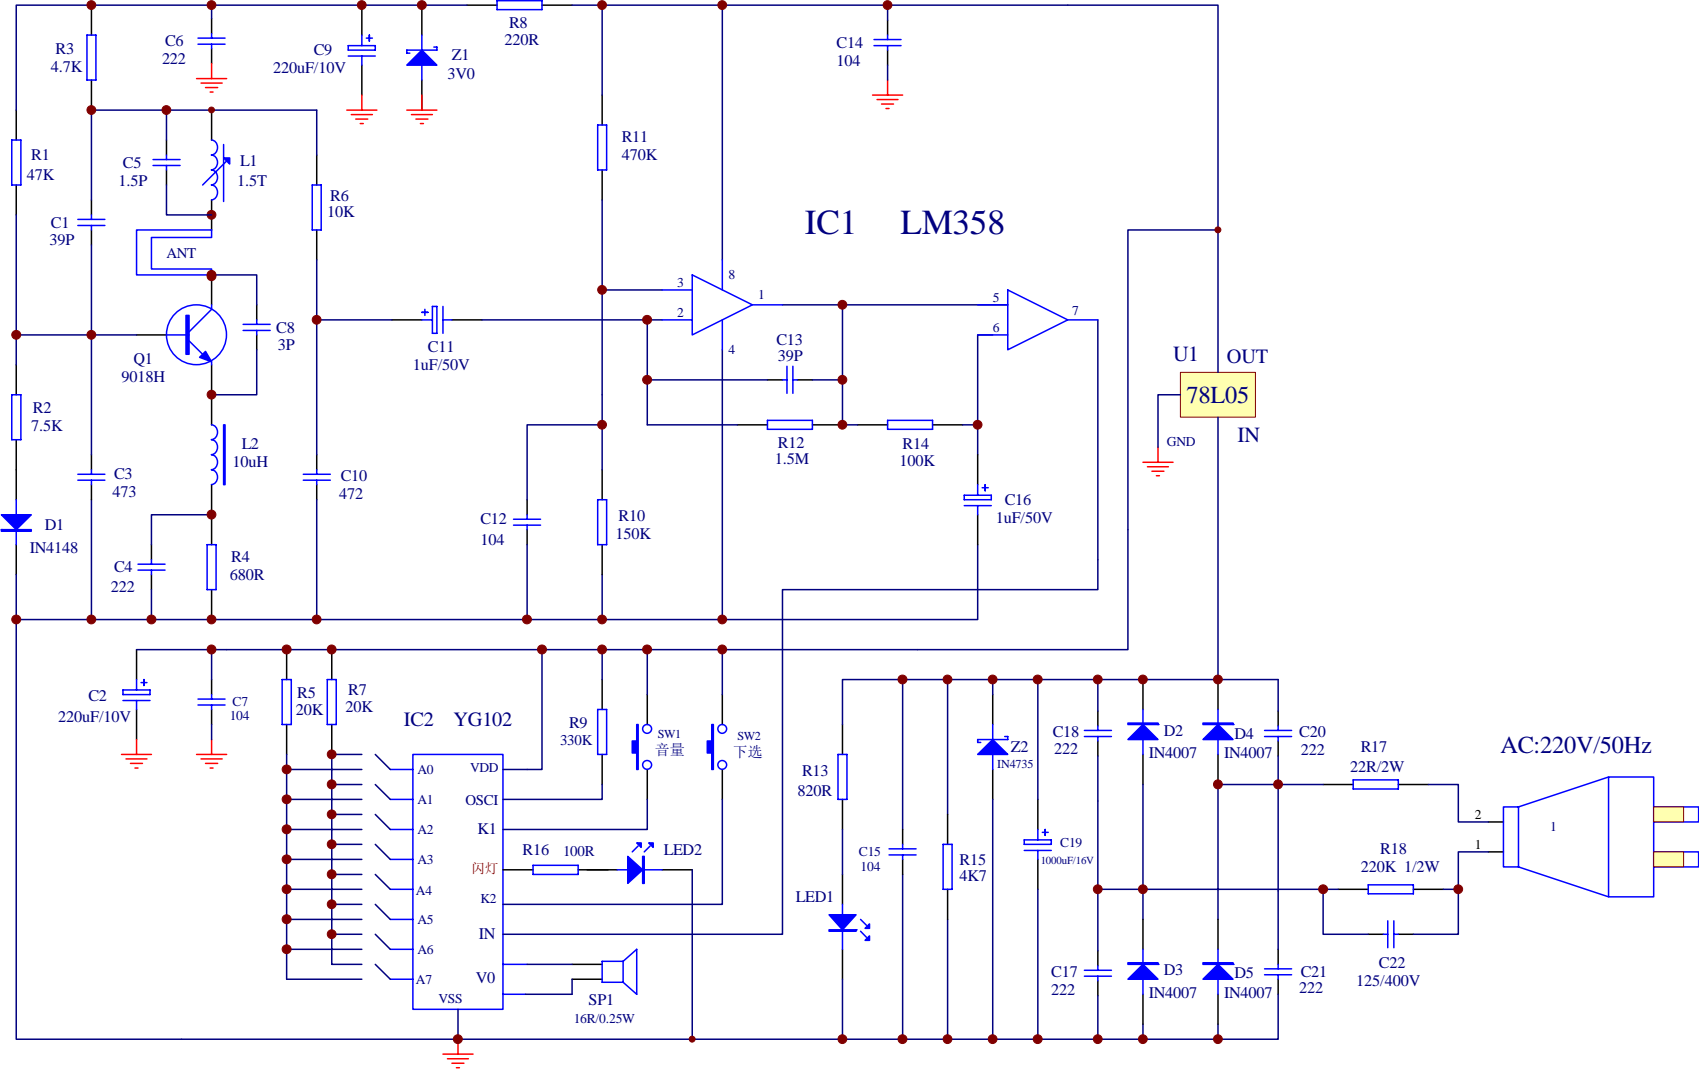 R3
4.7K
C6
222
C9
220uF/10V
Z1
3V0
R8
220R
C14
104
R1
47K
C5
1.5P
L1
1.5T
R6
10K
R11
470K
C1
39P
ANT
IC1 LM358
3
2
8
1
4
5
6
7
Q1
9018H
C8
3P
C11
1uF/50V
C13
39P
U1
OUT
78L05
IN
GND
R2
7.5K
L2
10uH
R12
1.5M
R14
100K
C3
473
C10
472
C16
1uF/50V
D1
IN4148
C4
222
R4
680R
C12
104
R10
150K
C2
220uF/10V
C7
104
R5
20K
R7
20K
IC2 YG102
R9
330K
SW1
音量
SW2
下选
A0
A1
A2
A3
A4
A5
A6
A7
VDD
OSCI
K1
闪灯
K2
IN
V0
VSS
R16 100R
LED2
SP1
16R/0.25W
R13
820R
LED1
C15
104
R15
4K7
Z2
IN4735
C19
1000uF/16V
C18
222
D2
IN4007
D4
IN4007
C20
222
C17
222
D3
IN4007
D5
IN4007
C21
222
R17
22R/2W
R18
220K 1/2W
C22
125/400V
AC:220V/50Hz
2
1
1